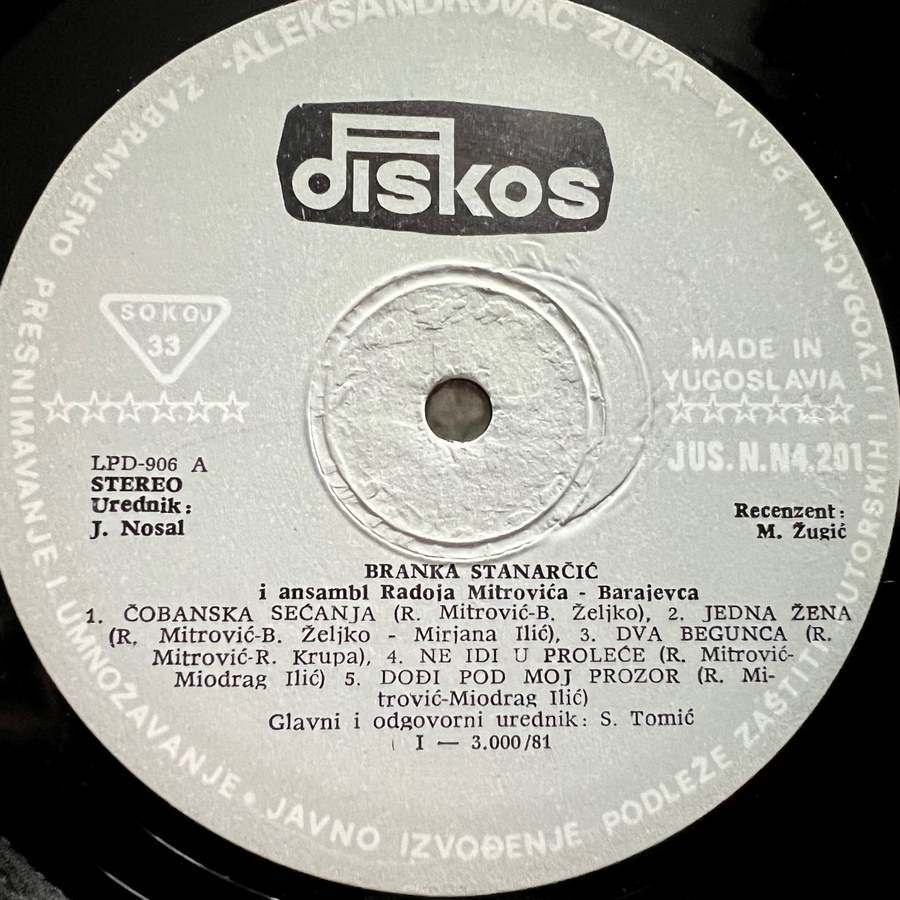 ALEKSANDROVAC ŽUPA
diskos
SOKOJ
33
MADE IN
YUGOSLAVIA
JUS.N.N4.201
LPD-906 A
STEREO
Urednik:
J. Nosal
Recenzent:
M. Žugić
BRANKA STANARČIĆ
i ansambl Radoja Mitrovića - Barajevca
1. ČOBANSKA SEĆANJA (R. Mitrović-B. Željko), 2. JEDNA ŽENA
(R. Mitrović-B. Željko - Mirjana Ilić), 3. DVA BEGUNCA (R.
Mitrović-R. Krupa), 4. NE IDI U PROLEĆE (R. Mitrović-
Miodrag Ilić) 5. DOĐI POD MOJ PROZOR (R. Mi-
trović-Miodrag Ilić)
Glavni i odgovorni urednik: S. Tomić
I — 3.000/81
ZABRANJENO PRESNIMAVANJE I UMNOŽAVANJE • JAVNO IZVOĐENJE PODLEŽE ZAŠTITI AUTORSKIH I IZVOĐAČKIH PRAVA